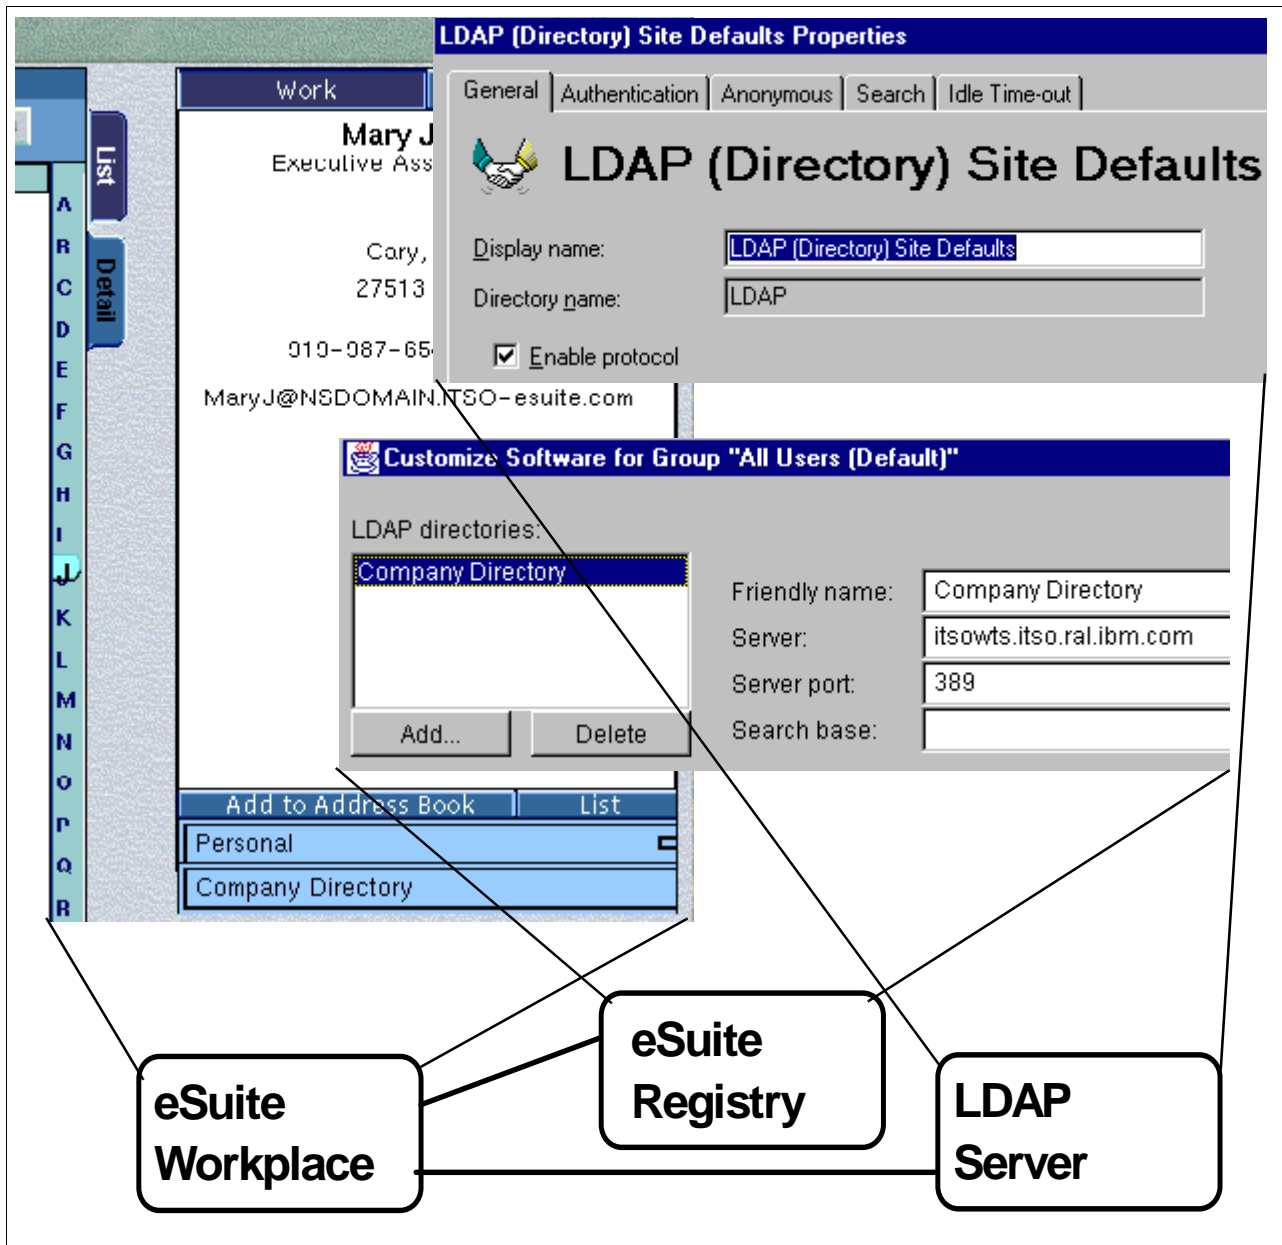 LDAP (Directory) Site Defaults Properties
General Authentication Anonymous Search Idle Time-out
LDAP (Directory) Site Defaults
Display name: LDAP (Directory) Site Defaults
Directory name: LDAP
Enable protocol
Work
Mary J
Executive Ass
Cary,
27513
919-987-654
MaryJ@NSDOMAIN.ITSO-esuite.com
List
Detail
A
B
C
D
E
F
G
H
I
J
K
L
M
N
O
P
Q
R
Customize Software for Group "All Users (Default)"
LDAP directories:
Company Directory
Friendly name: Company Directory
Server: itsowts.itso.ral.ibm.com
Server port: 389
Search base:
Add... Delete
Add to Address Book List
Personal
Company Directory
eSuite
Workplace
eSuite
Registry
LDAP
Server